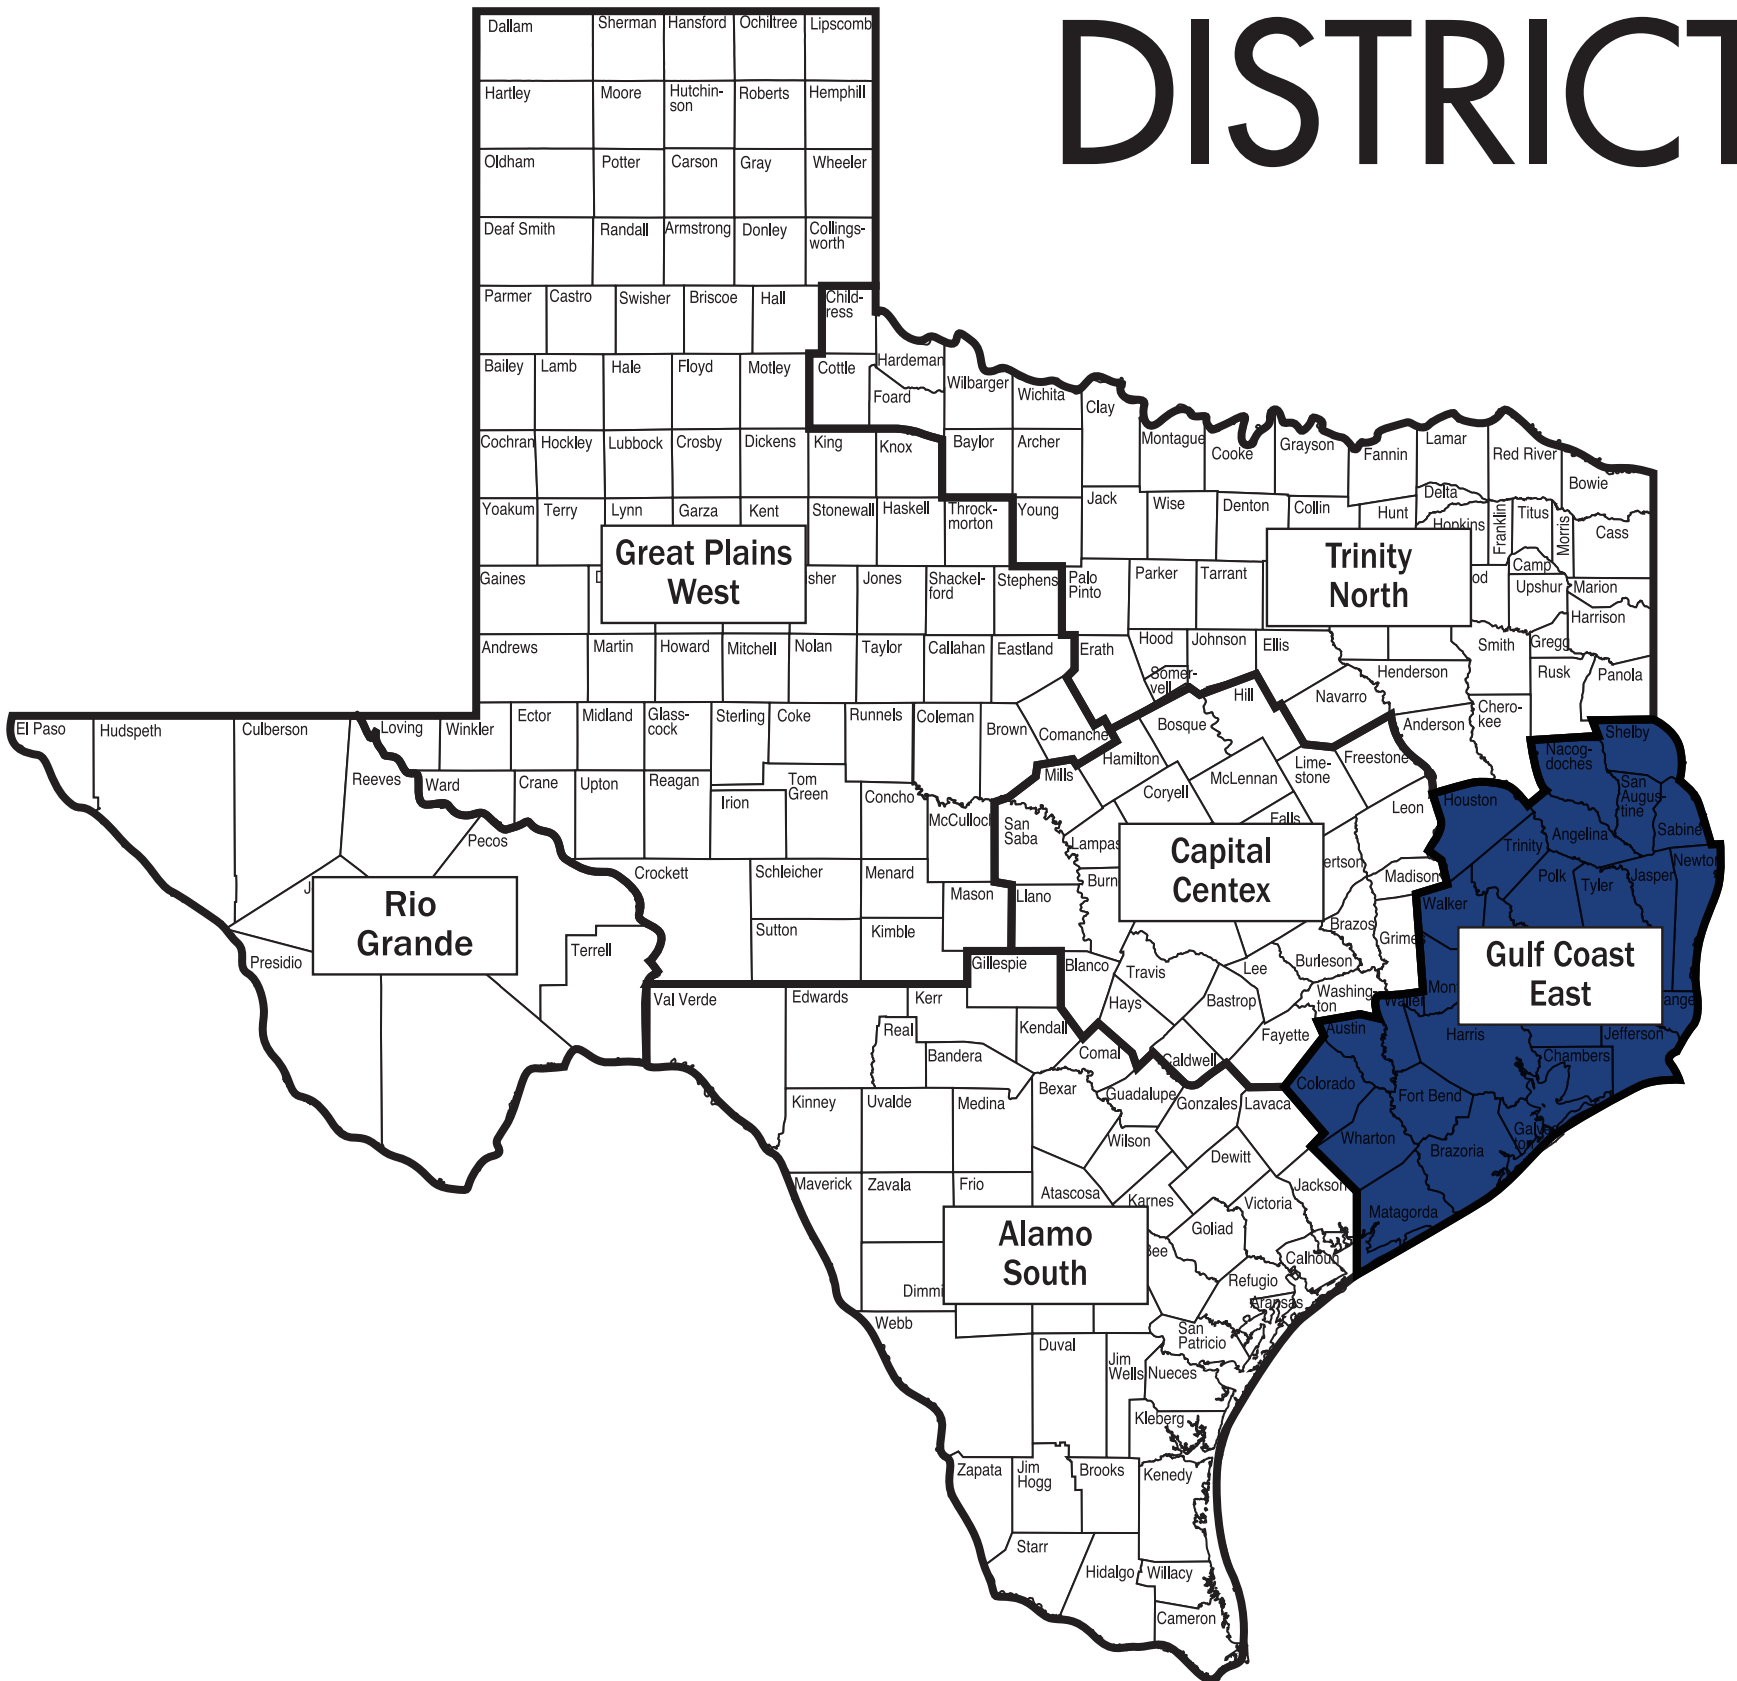 DISTRICT
Dallam
Sherman
Hansford
Ochiltree
Lipscomb
Hartley
Moore
Hutchin-
son
Roberts
Hemphill
Oldham
Potter
Carson
Gray
Wheeler
Deaf Smith
Randall
Armstrong
Donley
Collings-
worth
Parmer
Castro
Swisher
Briscoe
Hall
Child-
ress
Bailey
Lamb
Hale
Floyd
Motley
Cottle
Hardeman
Foard
Wilbarger
Wichita
Clay
Montague
Cooke
Grayson
Fannin
Lamar
Red River
Bowie
Cochran
Hockley
Lubbock
Crosby
Dickens
King
Knox
Baylor
Archer
Yoakum
Terry
Lynn
Garza
Kent
Stonewall
Haskell
Throck-
morton
Young
Jack
Wise
Denton
Collin
Hunt
Delta
Hopkins
Franklin
Titus
Morris
Cass
Camp
Great Plains
West
Trinity
North
Gaines
D
sher
Jones
Shackel-
ford
Stephens
Palo
Pinto
Parker
Tarrant
od
Upshur
Marion
Harrison
Andrews
Martin
Howard
Mitchell
Nolan
Taylor
Callahan
Eastland
Erath
Hood
Somer-
vell
Johnson
Ellis
Smith
Gregg
Rusk
Panola
Henderson
Navarro
Hill
Bosque
Anderson
Chero-
kee
El Paso
Hudspeth
Culberson
Reeves
Loving
Winkler
Ector
Midland
Glass-
cock
Sterling
Coke
Runnels
Coleman
Brown
Comanche
Hamilton
Mills
McLennan
Lime-
stone
Freestone
Coryell
Falls
Leon
Nacog-
doches
Shelby
San
Augus-
tine
Sabine
Houston
Angelina
Trinity
Ward
Crane
Upton
Reagan
Irion
Tom
Green
Concho
McCulloch
San
Saba
Lampas
Burn
Llano
Mason
Capital
Centex
ertson
Madison
Walker
Polk
Tyler
Jasper
Newton
Pecos
J
Crockett
Schleicher
Menard
Sutton
Kimble
Rio
Grande
Presidio
Terrell
Gillespie
Blanco
Travis
Hays
Lee
Bastrop
Burleson
Brazos
Grimes
Washing-
ton
Fayette
Caldwell
Gulf Coast
East
Mon
Waller
Austin
Harris
ange
Jefferson
Chambers
Colorado
Fort Bend
Wharton
Brazoria
Galves-
ton
Matagorda
Val Verde
Edwards
Kerr
Real
Kendall
Bandera
Comal
Bexar
Guadalupe
Gonzales
Lavaca
Kinney
Uvalde
Medina
Wilson
Dewitt
Jackson
Maverick
Zavala
Frio
Atascosa
Karnes
Victoria
Goliad
Bee
Calhoun
Refugio
Aransas
Alamo
South
Dimmi
Webb
San
Patricio
Duval
Jim
Wells
Nueces
Kleberg
Zapata
Jim
Hogg
Brooks
Kenedy
Starr
Hidalgo
Willacy
Cameron